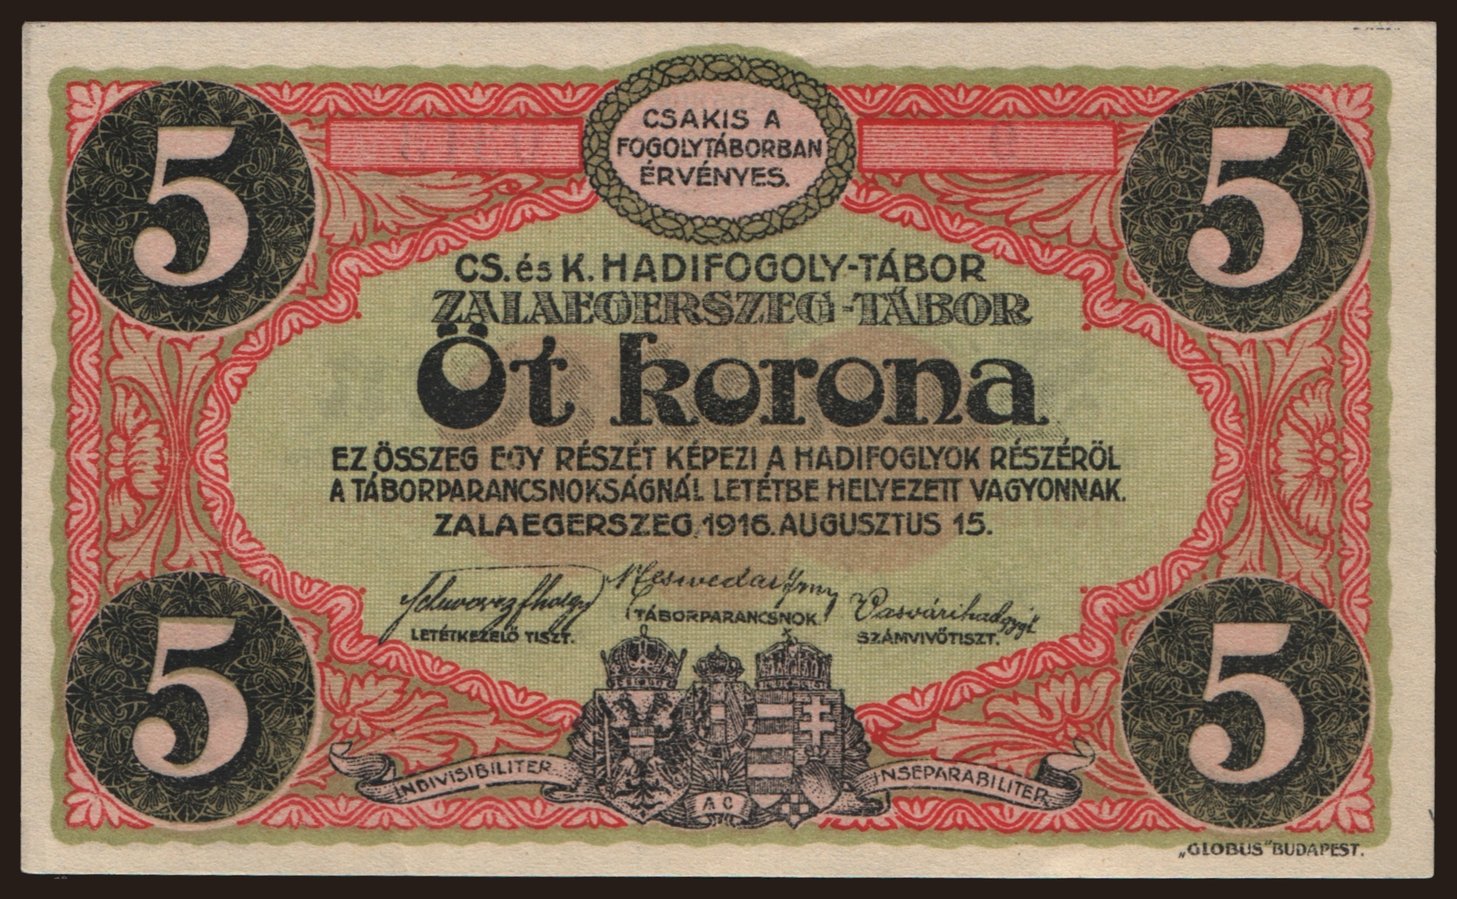 5
CSAKIS A
FOGOLYTÁBORBAN
ÉRVÉNYES.
5
CS. és K. HADIFOGOLY-TÁBOR
ZALAEGERSZEG-TÁBOR
Öt korona
EZ ÖSSZEG EGY RÉSZÉT KÉPEZI A HADIFOGLYOK RÉSZÉRŐL
A TÁBORPARANCSNOKSÁGNÁL LETÉTBE HELYEZETT VAGYONNAK.
ZALAEGERSZEG, 1916. AUGUSZTUS 15.
TÁBORPARANCSNOK.
LETÉTKEZELŐ TISZT.
SZÁMVIVŐTISZT.
5
INDIVISIBILITER
A C
INSEPARABILITER
5
„GLOBUS" BUDAPEST.